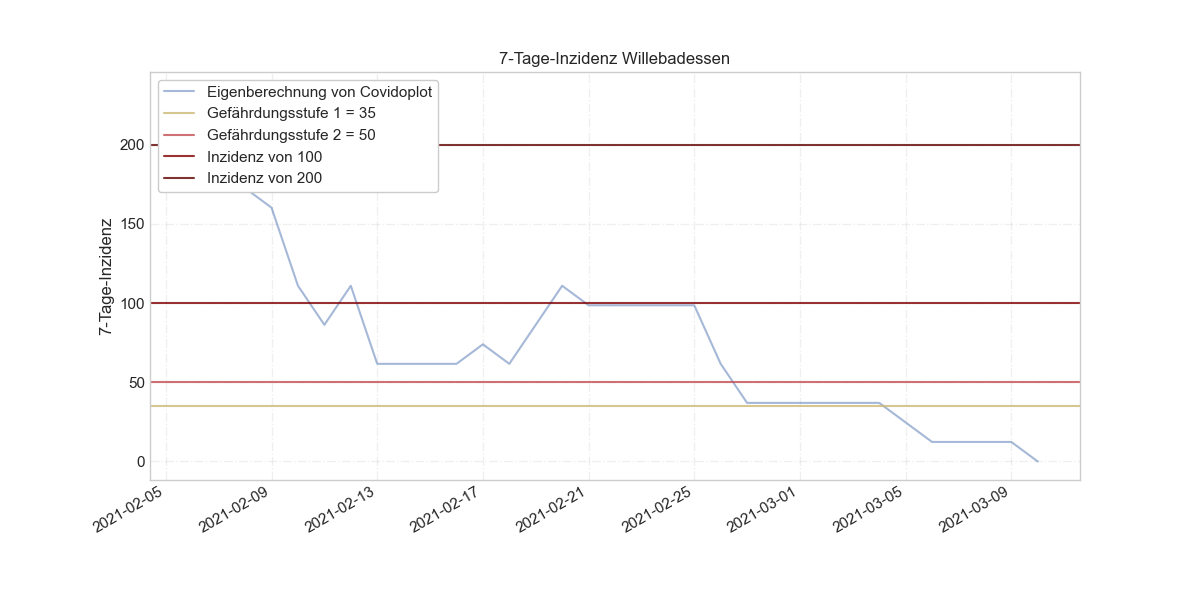 7-Tage-Inzidenz Willebadessen
Eigenberechnung von Covidoplot
Gefährdungsstufe 1 = 35
Gefährdungsstufe 2 = 50
Inzidenz von 100
Inzidenz von 200
7-Tage-Inzidenz
200
150
100
50
0
2021-02-05
2021-02-09
2021-02-13
2021-02-17
2021-02-21
2021-02-25
2021-03-01
2021-03-05
2021-03-09